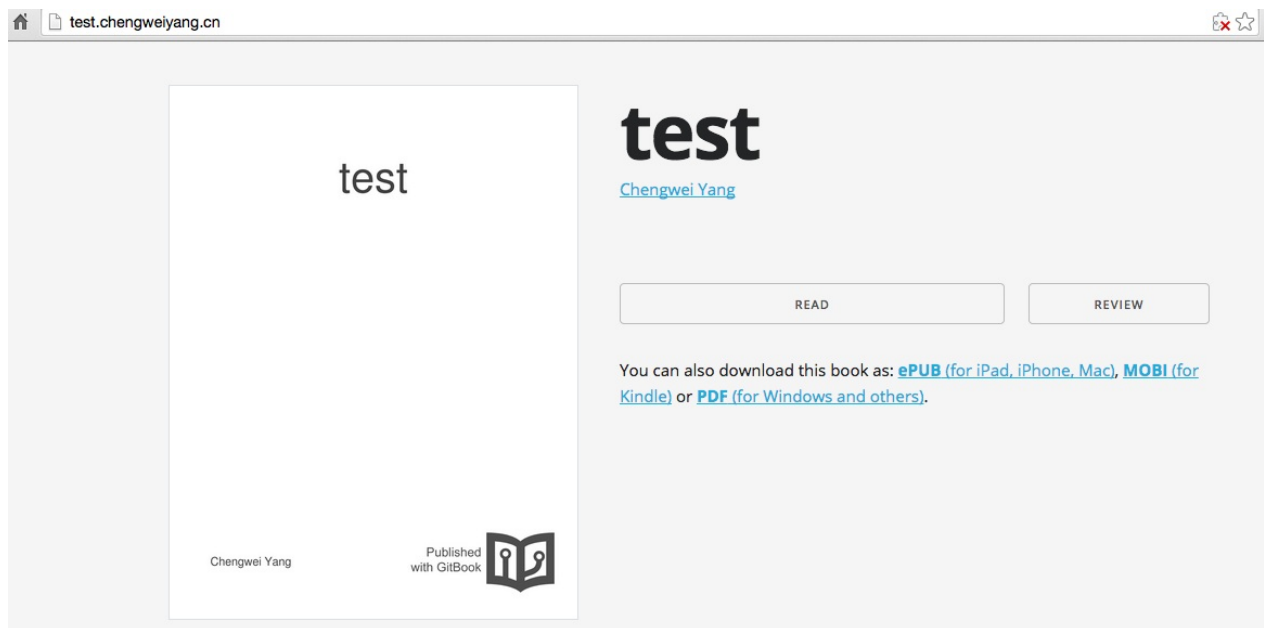 test.chengweiyang.cn
test
Chengwei Yang
Published
with GitBook
test
Chengwei Yang
READ
REVIEW
You can also download this book as: ePUB (for iPad, iPhone, Mac), MOBI (for
Kindle) or PDF (for Windows and others).